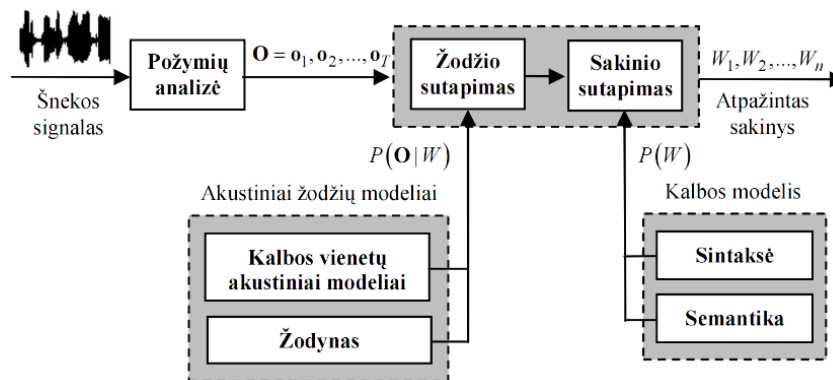 Šnekos
signalas
Požymių
analizė
O = o₁, o₂, ..., o_T
Žodžio
sutapimas
Sakinio
sutapimas
W₁, W₂, ..., Wₙ
Atpažintas
sakinys
P(O|W)
P(W)
Akustiniai žodžių modeliai
Kalbos vienetų
akustiniai modeliai
Žodynas
Kalbos modelis
Sintaksė
Semantika